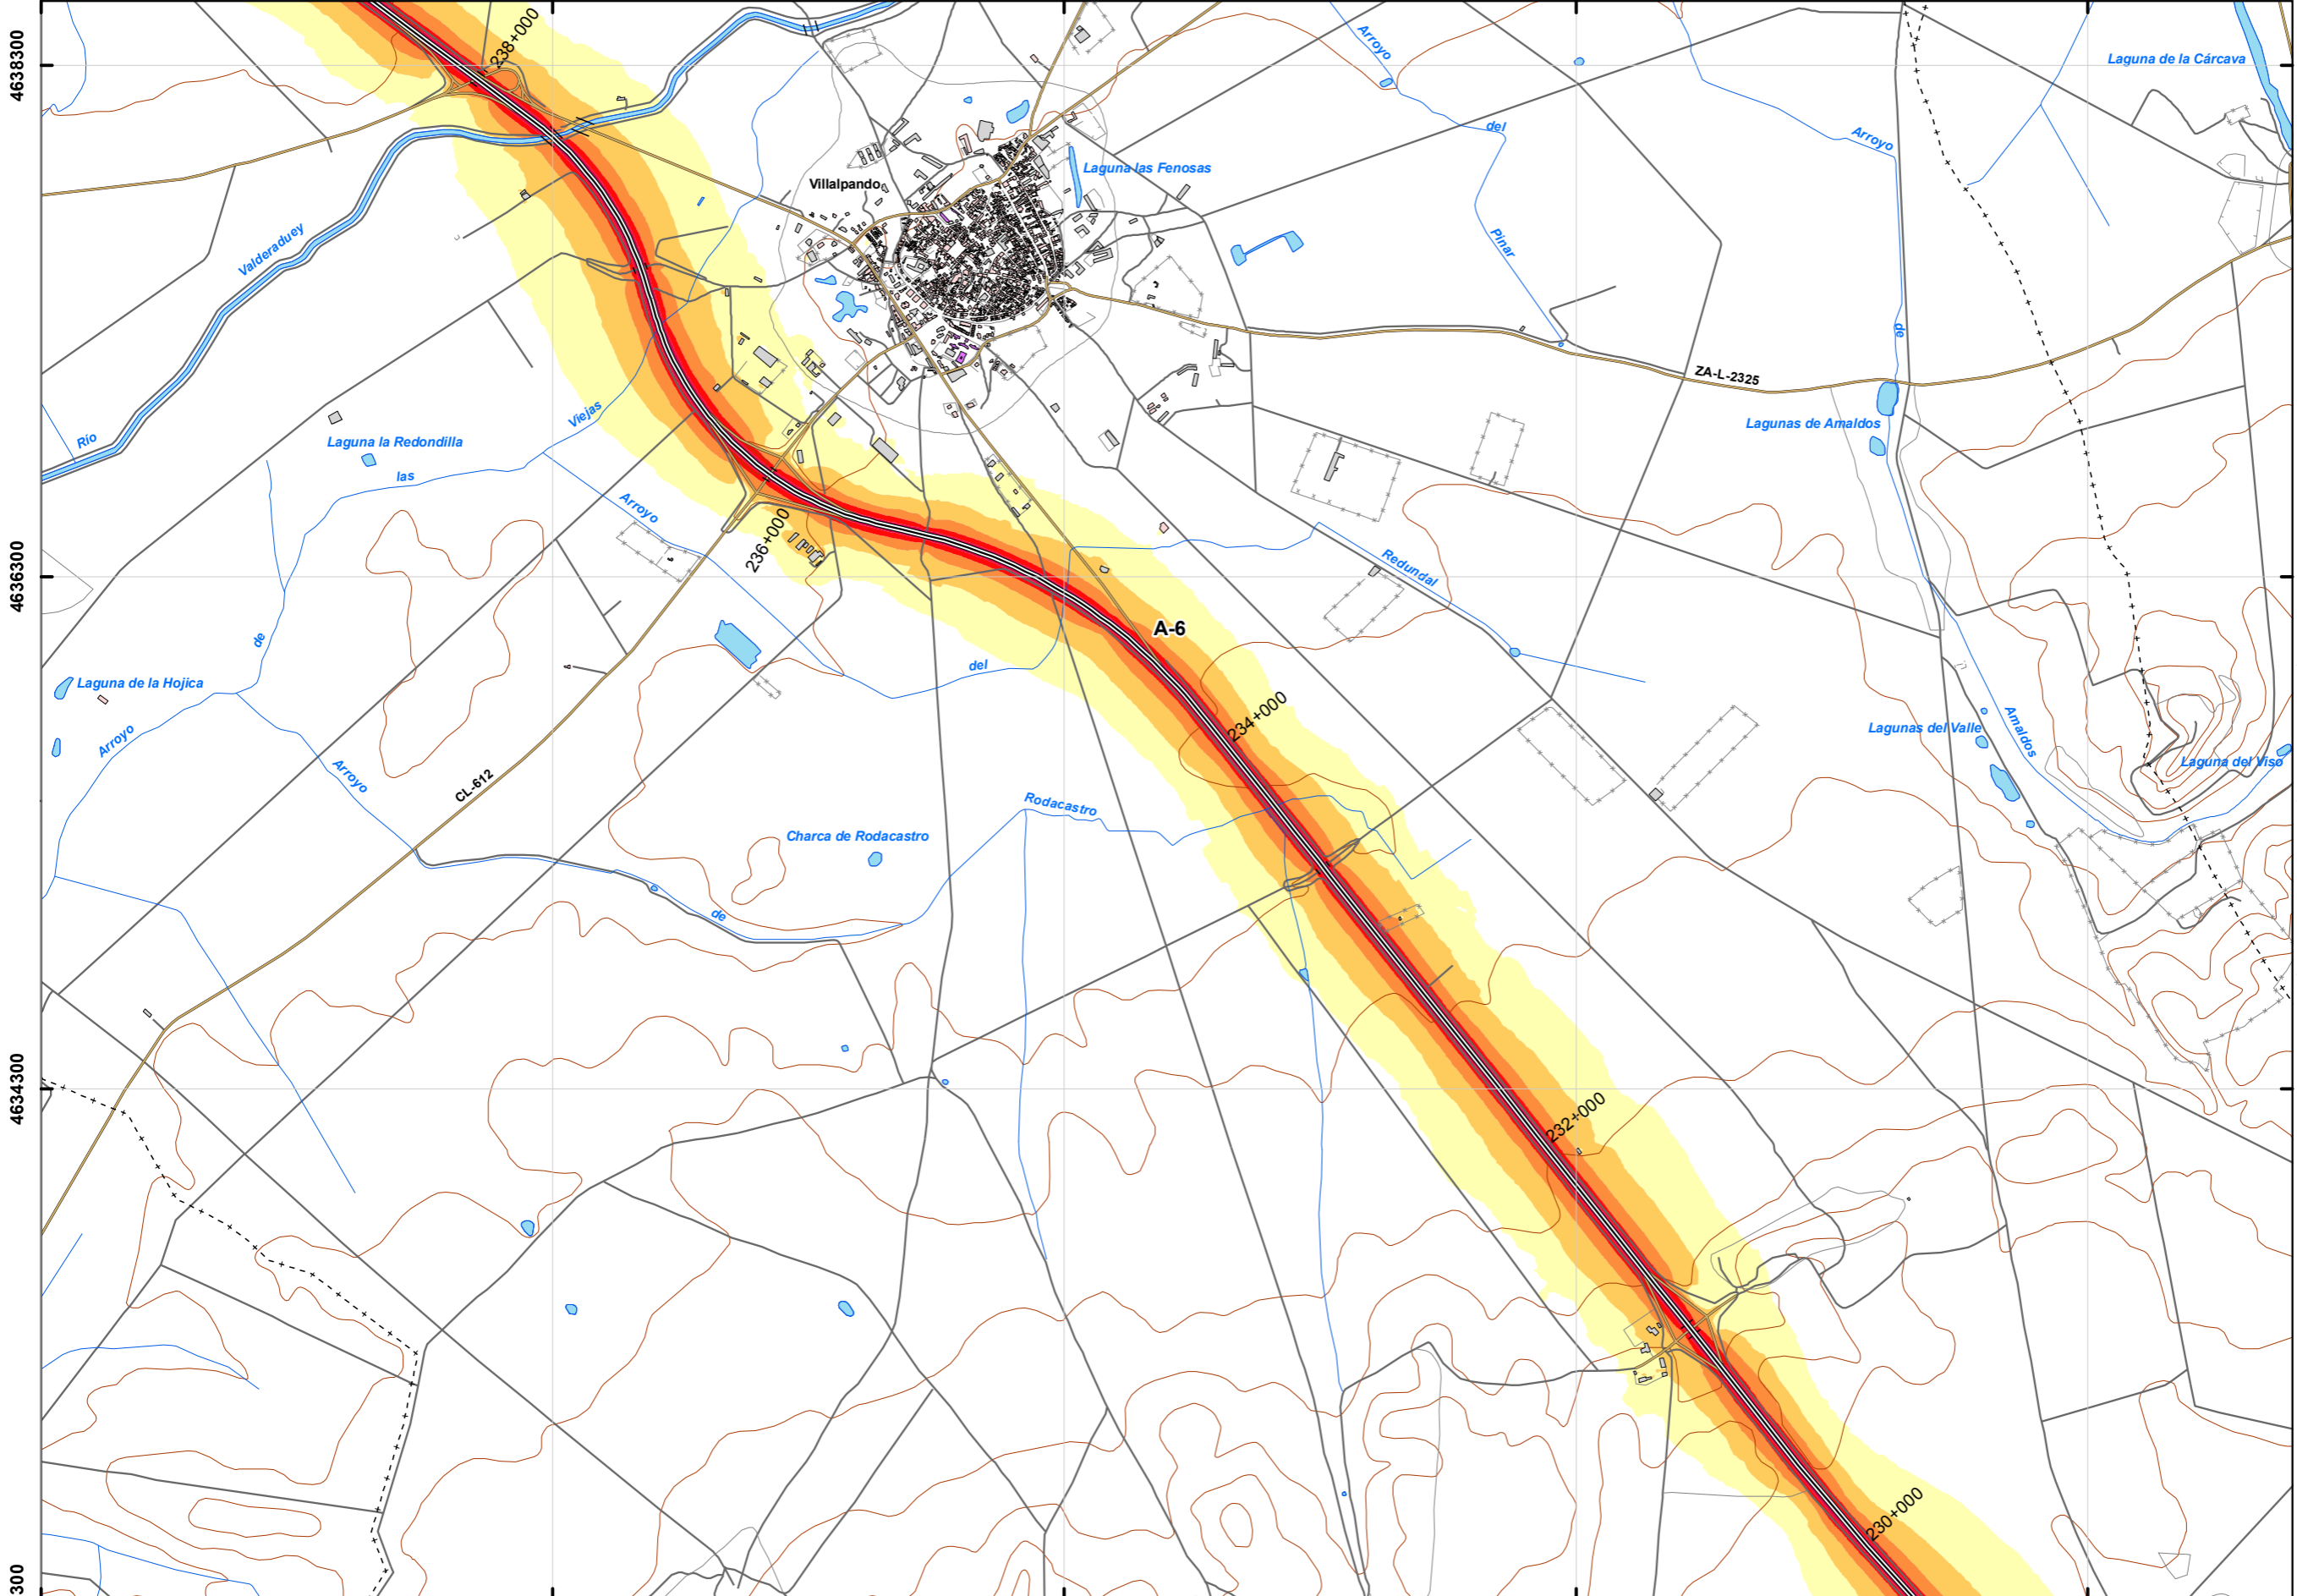 238+000
4638300
Arroyo
Laguna de la Cárcava
del
Arroyo
Laguna las Fenosas
Villalpando
Valderaduey
Pinar
de
ZA-L-2325
Lagunas de Amaldos
Viejas
Río
Laguna la Redondilla
las
Arroyo
236+000
4636300
Redundal
A-6
de
del
Laguna de la Hojica
234+000
Arroyo
Lagunas del Valle
Amaldos
Laguna del Viso
Arroyo
CL-612
Rodacastro
Charca de Rodacastro
de
4634300
232+000
230+000
300